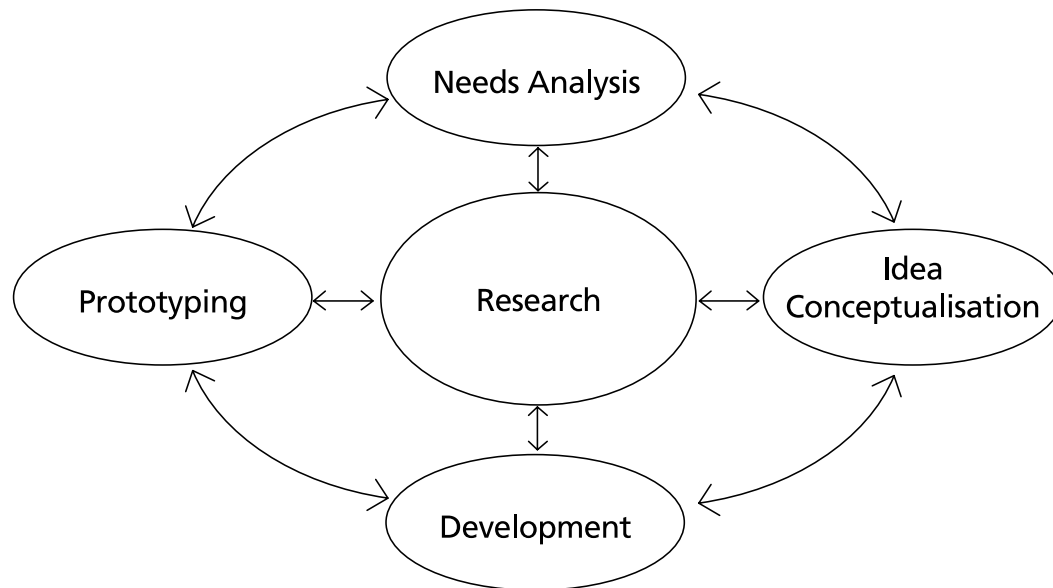 Needs Analysis
Prototyping
Research
Idea
Conceptualisation
Development